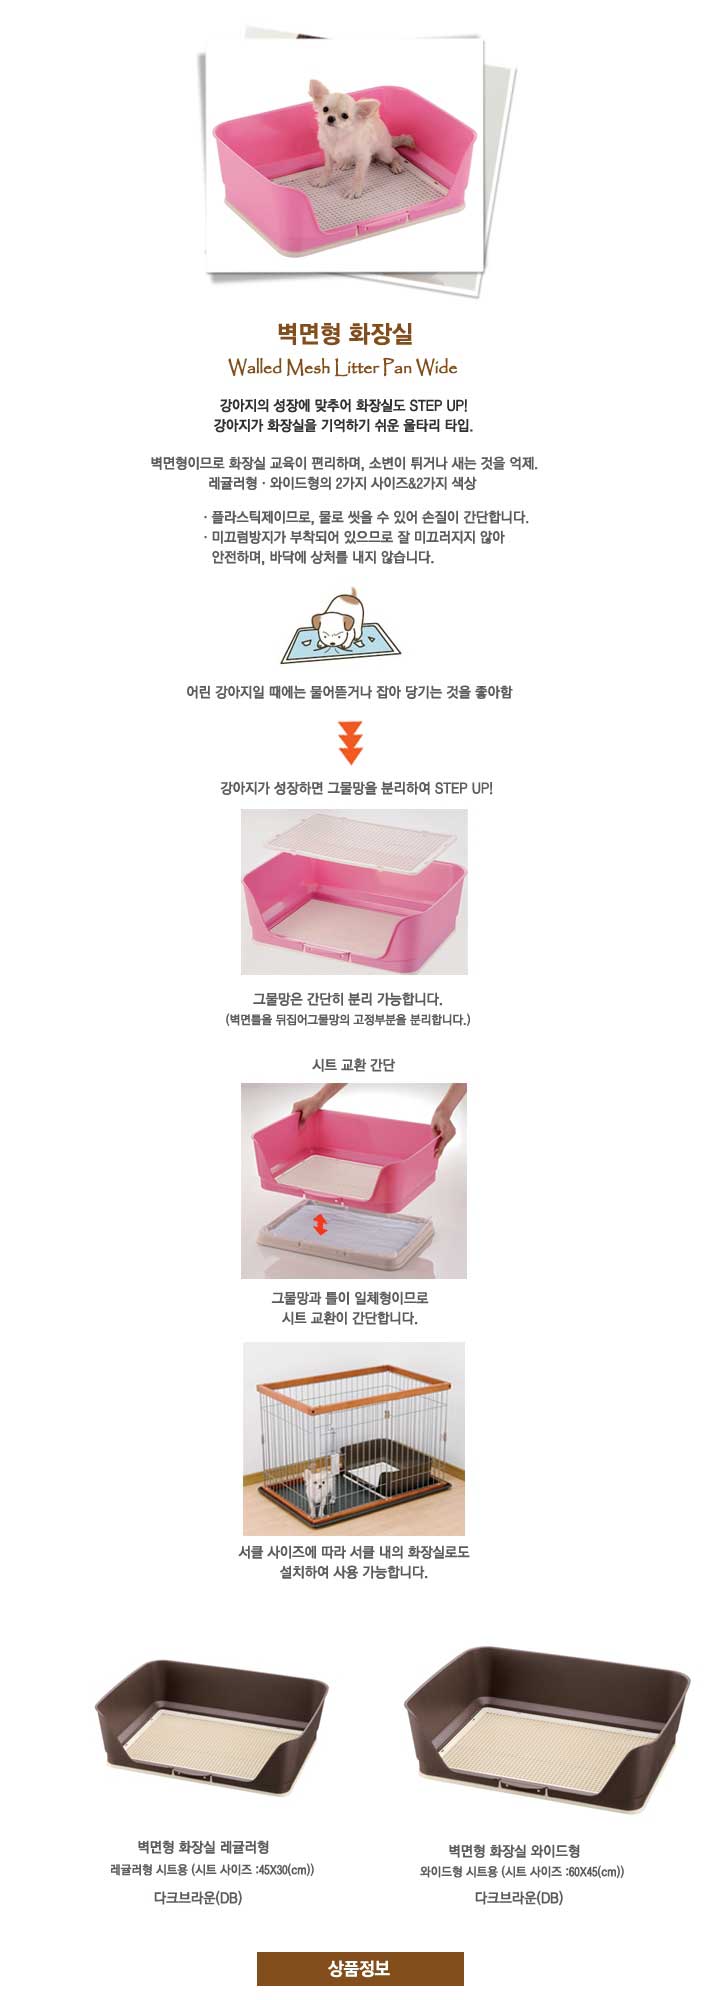 벽면형 화장실
Walled Mesh Litter Pan Wide
강아지의 성장에 맞추어 화장실도 STEP UP!
강아지가 화장실을 기억하기 쉬운 울타리 타입.
벽면형이므로 화장실 교육이 편리하며, 소변이 튀거나 새는 것을 억제.
레귤러형 · 와이드형의 2가지 사이즈&2가지 색상
· 플라스틱제이므로, 물로 씻을 수 있어 손질이 간단합니다.
· 미끄럼방지가 부착되어 있으므로 잘 미끄러지지 않아
안전하며, 바닥에 상처를 내지 않습니다.
어린 강아지일 때에는 물어뜯거나 잡아 당기는 것을 좋아함
강아지가 성장하면 그물망을 분리하여 STEP UP!
그물망은 간단히 분리 가능합니다.
(벽면틀을 뒤집어그물망의 고정부분을 분리합니다.)
시트 교환 간단
그물망과 틀이 일체형이므로
시트 교환이 간단합니다.
서클 사이즈에 따라 서클 내의 화장실로도
설치하여 사용 가능합니다.
벽면형 화장실 레귤러형
레귤러형 시트용 (시트 사이즈 :45X30(cm))
다크브라운(DB)
벽면형 화장실 와이드형
와이드형 시트용 (시트 사이즈 :60X45(cm))
다크브라운(DB)
상품정보